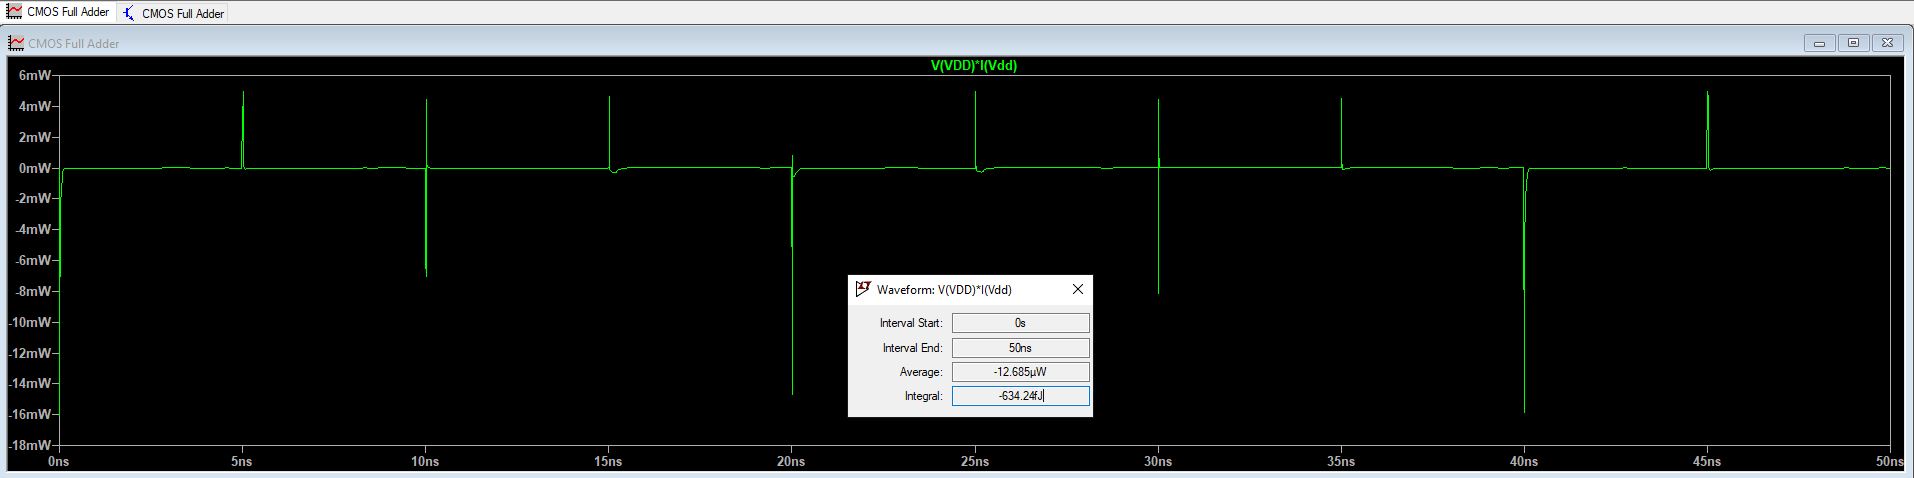 CMOS Full Adder CMOS Full Adder
CMOS Full Adder
V(VDD)*I(Vdd)
6mW
4mW
2mW
0mW
-2mW
-4mW
-6mW
-8mW
-10mW
-12mW
-14mW
-16mW
-18mW
Waveform: V(VDD)*I(Vdd)
Interval Start: 0s
Interval End: 50ns
Average: -12.685µW
Integral: -634.24fJ
0ns 5ns 10ns 15ns 20ns 25ns 30ns 35ns 40ns 45ns 50ns